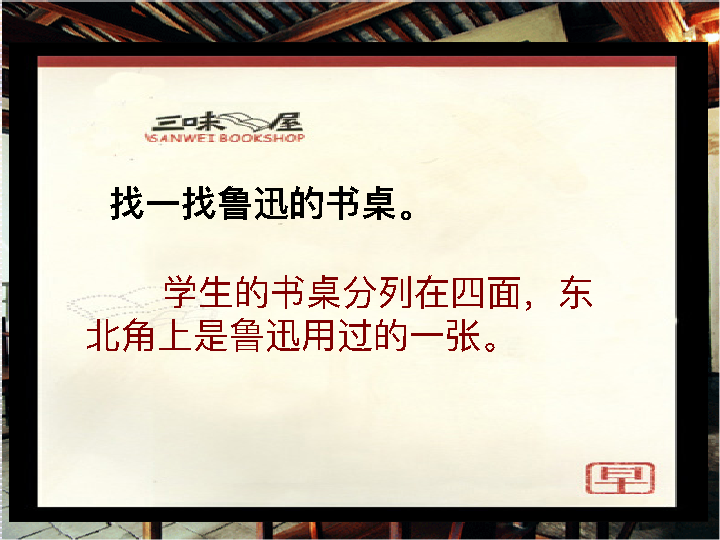 三味屋
SANWEI BOOKSHOP
找一找鲁迅的书桌。
学生的书桌分列在四面，东
北角上是鲁迅用过的一张。
早